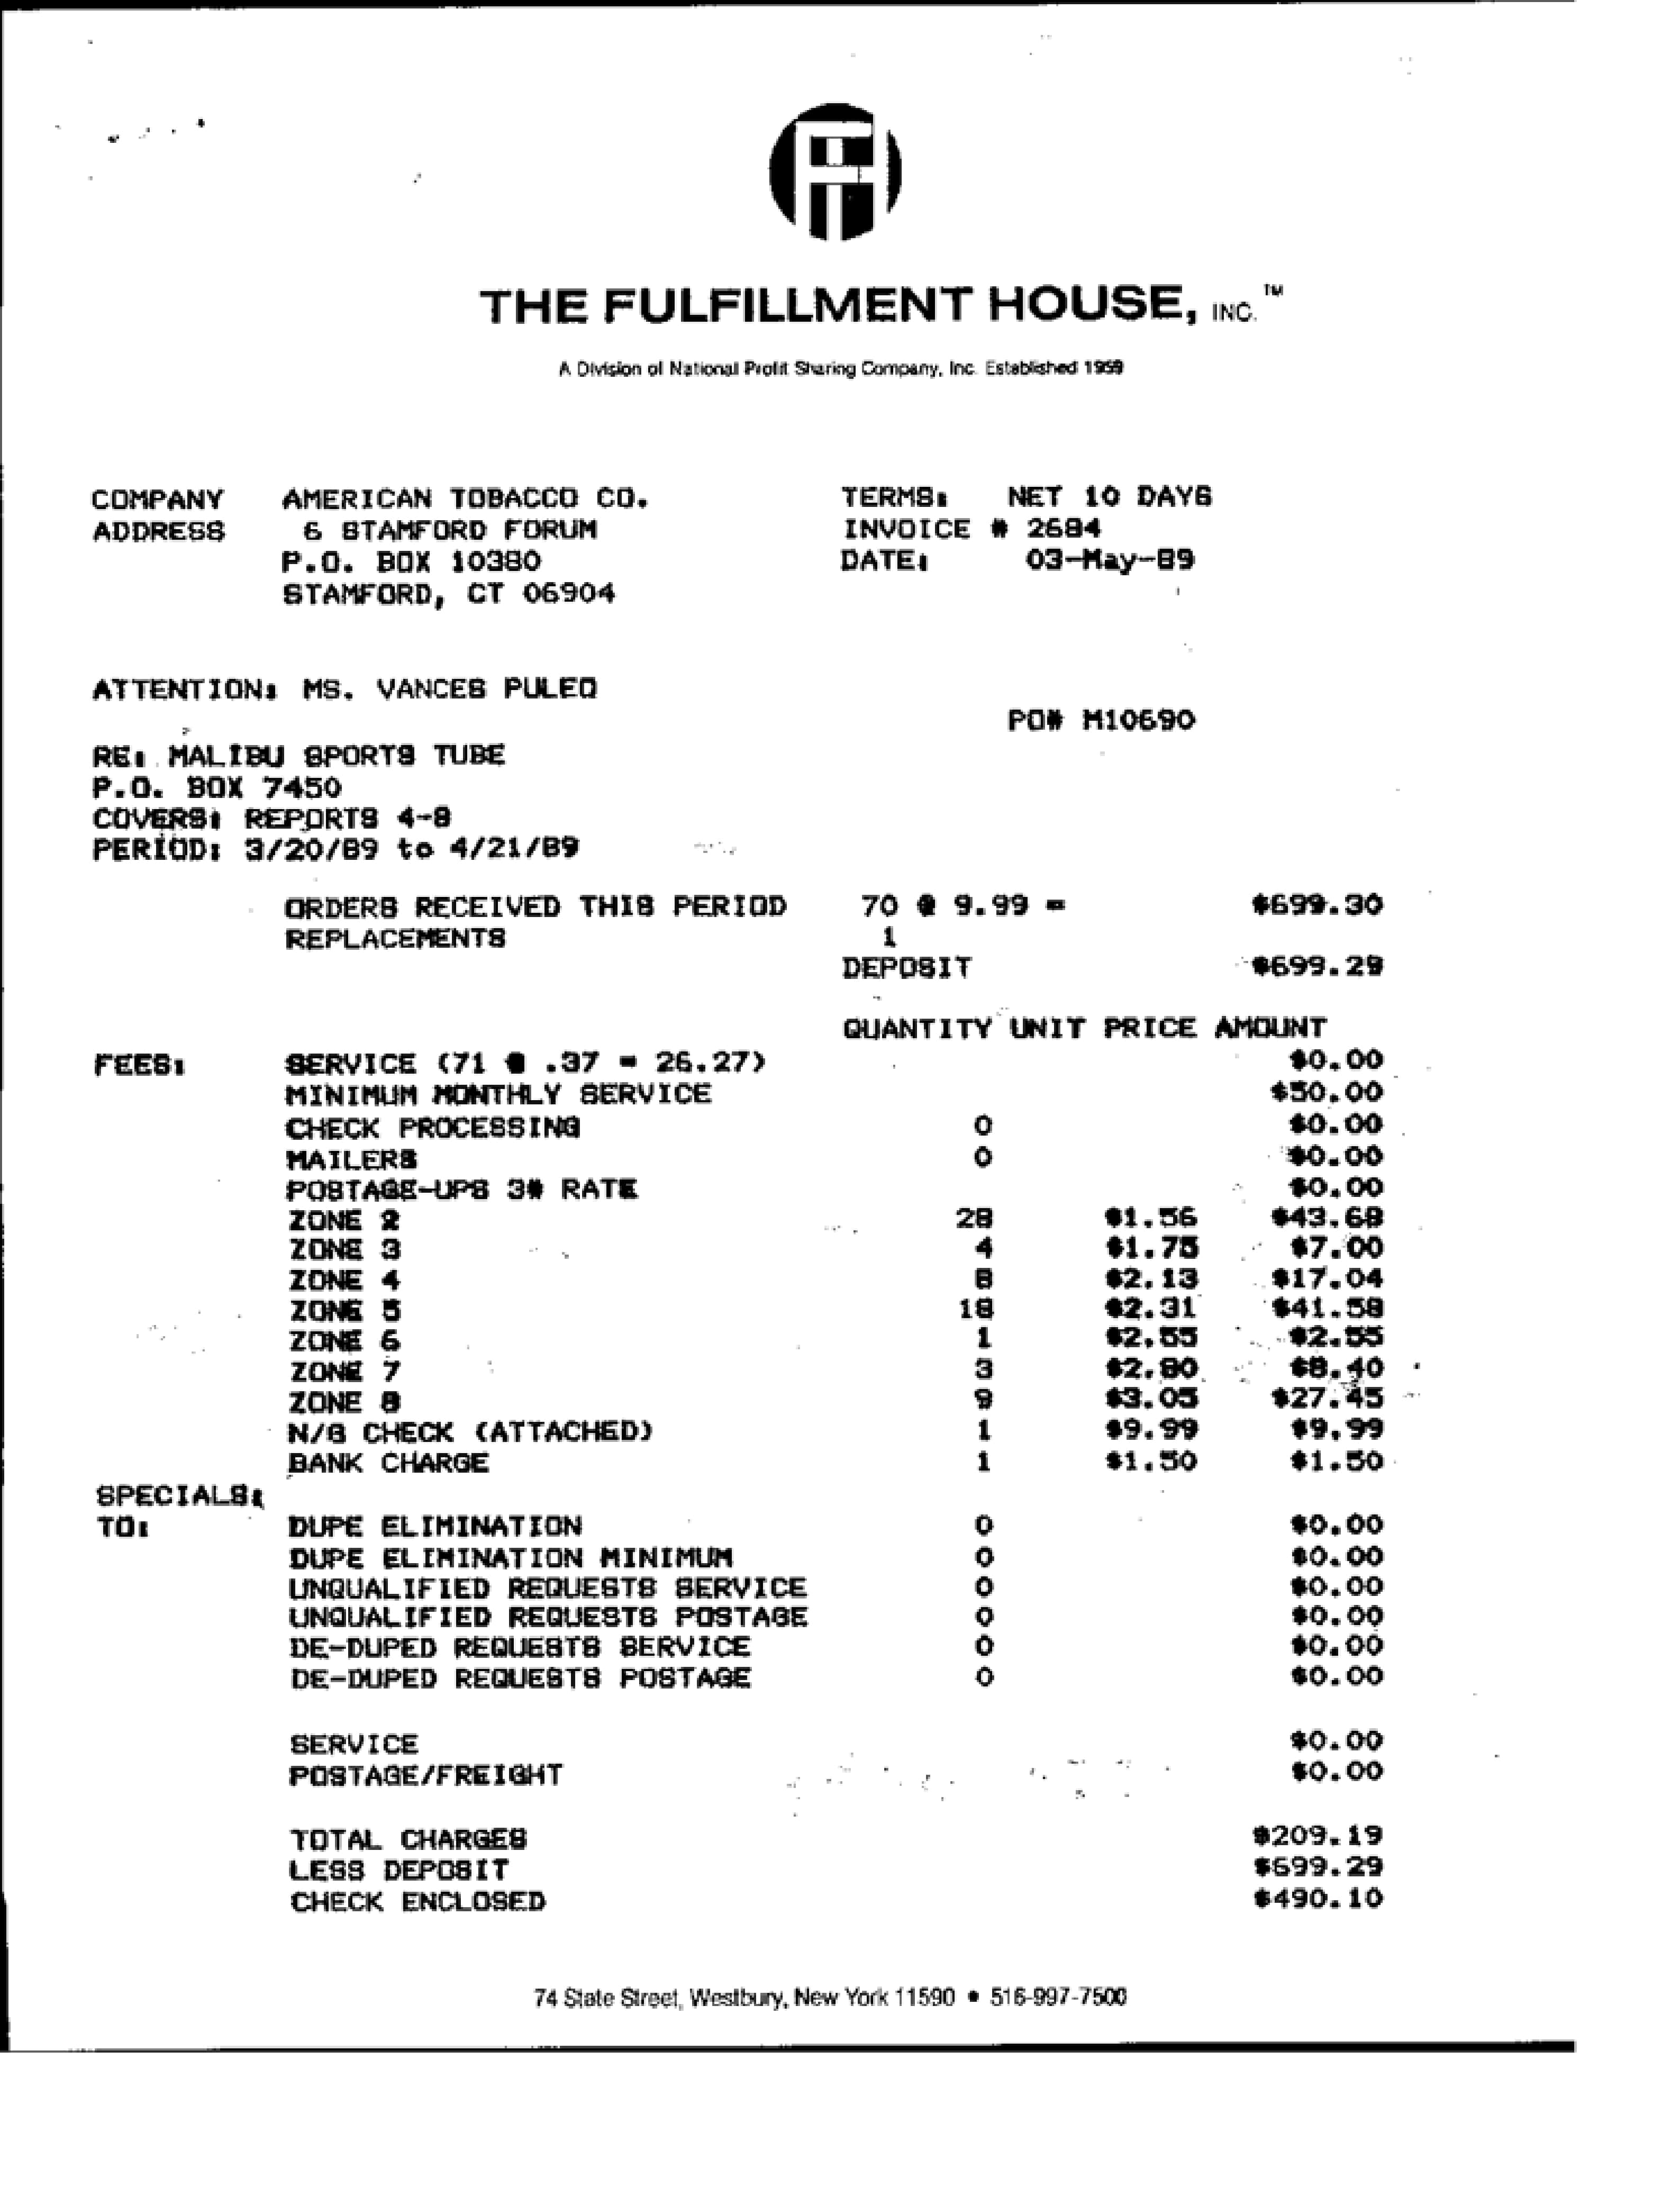 THE FULFILLMENT HOUSE, INC.™
A Division of National Profit Sharing Company, Inc. Established 1959
COMPANY AMERICAN TOBACCO CO. TERMS: NET 10 DAYS
ADDRESS 6 STAMFORD FORUM INVOICE # 2684
P.O. BOX 10380 DATE: 03-May-89
STAMFORD, CT 06904
ATTENTION: MS. VANCES PULEO
PO# M10690
RE: MALIBU SPORTS TUBE
P.O. BOX 7450
COVERS: REPORTS 4-8
PERIOD: 3/20/89 to 4/21/89
ORDERS RECEIVED THIS PERIOD 70 @ 9.99 = $699.30
REPLACEMENTS 1
DEPOSIT $699.29
QUANTITY UNIT PRICE AMOUNT
FEES: SERVICE (71 @ .37 = 26.27) $0.00
MINIMUM MONTHLY SERVICE $50.00
CHECK PROCESSING 0 $0.00
MAILERS 0 $0.00
POSTAGE-UPS 3# RATE $0.00
ZONE 2 28 $1.56 $43.68
ZONE 3 4 $1.75 $7.00
ZONE 4 8 $2.13 $17.04
ZONE 5 18 $2.31 $41.58
ZONE 6 1 $2.55 $2.55
ZONE 7 3 $2.80 $8.40
ZONE 8 9 $3.05 $27.45
N/G CHECK (ATTACHED) 1 $9.99 $9.99
BANK CHARGE 1 $1.50 $1.50
SPECIALS:
TO: DUPE ELIMINATION 0 $0.00
DUPE ELIMINATION MINIMUM 0 $0.00
UNQUALIFIED REQUESTS SERVICE 0 $0.00
UNQUALIFIED REQUESTS POSTAGE 0 $0.00
DE-DUPED REQUESTS SERVICE 0 $0.00
DE-DUPED REQUESTS POSTAGE 0 $0.00
SERVICE $0.00
POSTAGE/FREIGHT $0.00
TOTAL CHARGES $209.19
LESS DEPOSIT $699.29
CHECK ENCLOSED $490.10
74 State Street, Westbury, New York 11590 • 516-997-7500